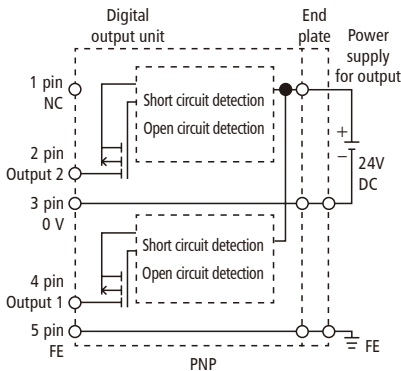 Digital
output unit
End
plate
Power
supply
for output
1 pin
NC
Short circuit detection
Open circuit detection
2 pin
Output 2
+
−
24V
DC
3 pin
0 V
Short circuit detection
Open circuit detection
4 pin
Output 1
5 pin
FE
FE
PNP